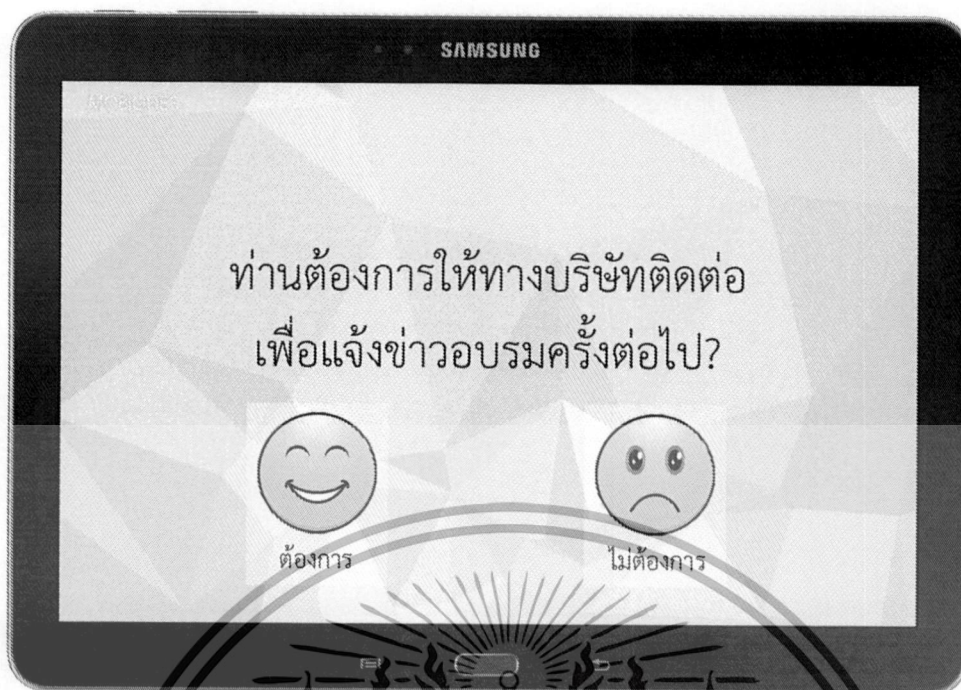 SAMSUNG
ท่านต้องการให้ทางบริษัทติดต่อ
เพื่อแจ้งข่าวอบรมครั้งต่อไป?
ต้องการ
ไม่ต้องการ